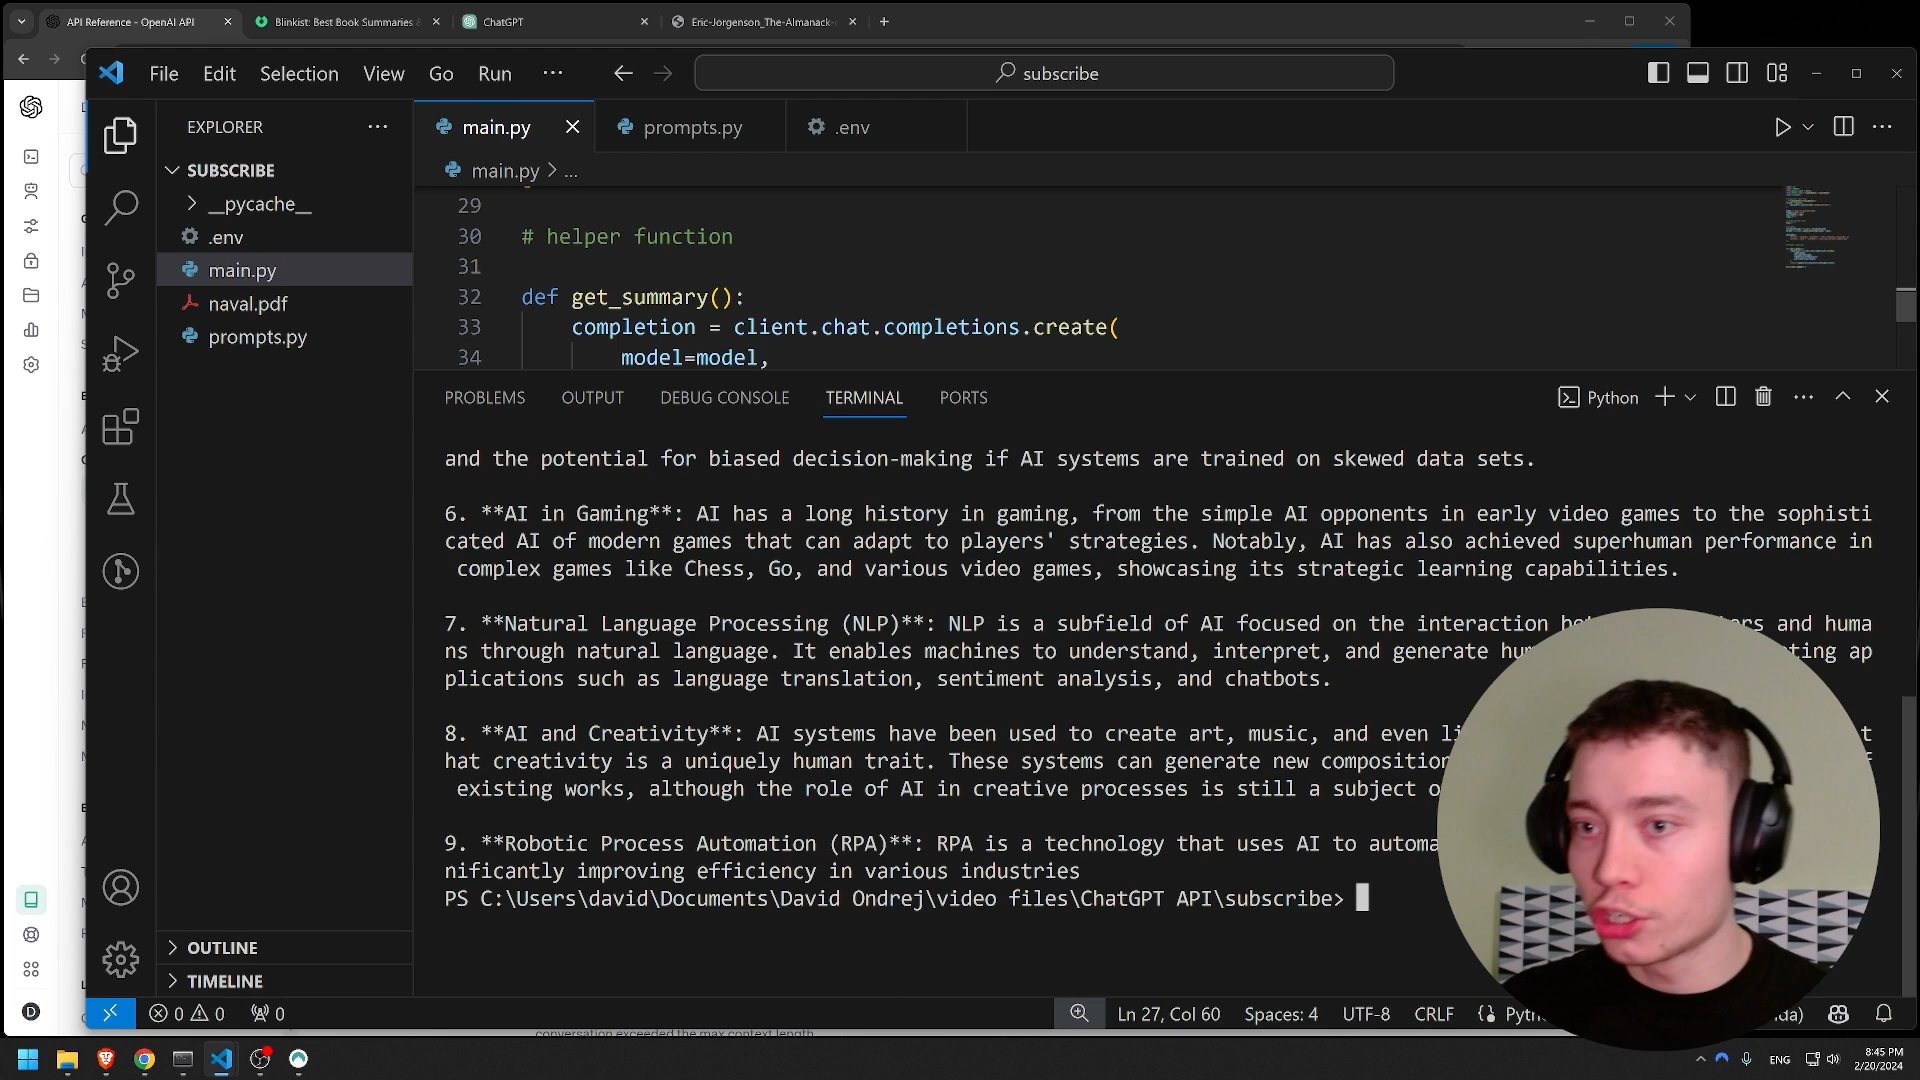 API Reference - OpenAI API
Blinkist: Best Book Summaries
ChatGPT
Eric-Jorgenson_The-Almanack-
File Edit Selection View Go Run ...
subscribe
EXPLORER
main.py
prompts.py
.env
SUBSCRIBE
__pycache__
.env
main.py
naval.pdf
prompts.py
main.py > ...
29
30 # helper function
31
32 def get_summary():
33 completion = client.chat.completions.create(
34 model=model,
PROBLEMS OUTPUT DEBUG CONSOLE TERMINAL PORTS
Python
and the potential for biased decision-making if AI systems are trained on skewed data sets.
6. **AI in Gaming**: AI has a long history in gaming, from the simple AI opponents in early video games to the sophisti
cated AI of modern games that can adapt to players' strategies. Notably, AI has also achieved superhuman performance in
complex games like Chess, Go, and various video games, showcasing its strategic learning capabilities.
7. **Natural Language Processing (NLP)**: NLP is a subfield of AI focused on the interaction and huma
ns through natural language. It enables machines to understand, interpret, and generate ap
plications such as language translation, sentiment analysis, and chatbots.
8. **AI and Creativity**: AI systems have been used to create art, music, and even t
hat creativity is a uniquely human trait. These systems can generate new
existing works, although the role of AI in creative processes is still a subject
9. **Robotic Process Automation (RPA)**: RPA is a technology that uses AI to
nificantly improving efficiency in various industries
PS C:\Users\david\Documents\David Ondrej\video files\ChatGPT API\subscribe>
OUTLINE
TIMELINE
0 0 0
Ln 27, Col 60 Spaces: 4 UTF-8 CRLF
conversation exceeded the max context length
D
ENG
8:45 PM
2/20/2024